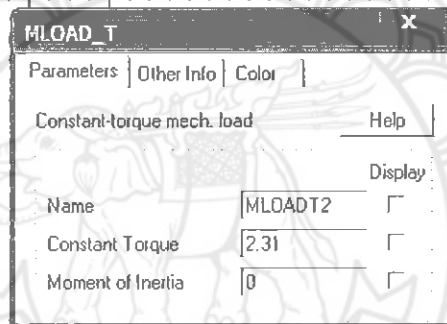 MLOAD_T X
Parameters Other Info Color
Constant-torque mech. load Help
Display
Name MLOADT2
Constant Torque 2.31
Moment of Inertia 0